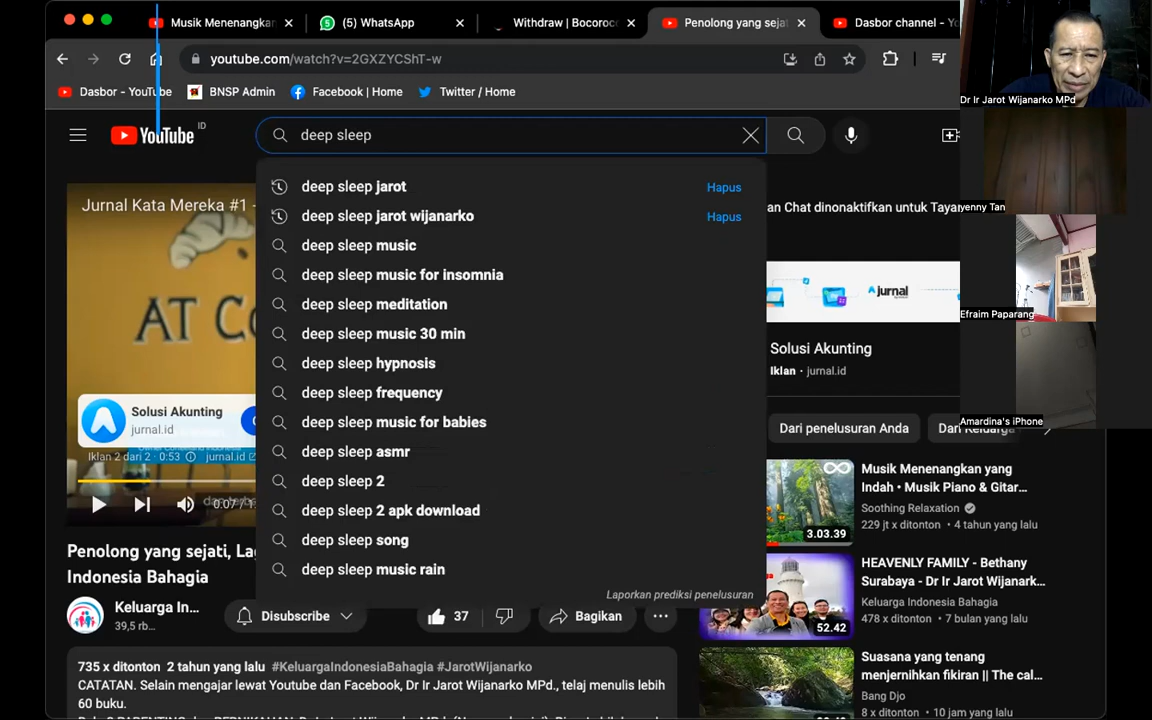 Musik Menenangkan
(5) WhatsApp
Withdraw | Bocoroco
Penolong yang sejati
Dasbor channel - Yo
youtube.com/watch?v=2GXZYCShT-w
Dasbor - YouTube
BNSP Admin
Facebook | Home
Twitter / Home
Dr Ir Jarot Wijanarko MPd
YouTube ID
deep sleep
deep sleep jarot
Hapus
deep sleep jarot wijanarko
Hapus
deep sleep music
deep sleep music for insomnia
deep sleep meditation
deep sleep music 30 min
deep sleep hypnosis
deep sleep frequency
deep sleep music for babies
deep sleep asmr
deep sleep 2
deep sleep 2 apk download
deep sleep song
deep sleep music rain
Laporkan prediksi penelusuran
Jurnal Kata Mereka #1 -
AT Co
Solusi Akunting
jurnal.id
Iklan 2 dari 2 · 0:53
jurnal.id
0:07 / 1
an Chat dinonaktifkan untuk Tayan
yenny Tan
jurnal
Efraim Paparang
Solusi Akunting
Iklan · jurnal.id
Amardina's iPhone
Dari penelusuran Anda
Dari Keluarga
Musik Menenangkan yang
Indah • Musik Piano & Gitar...
Soothing Relaxation
229 jt x ditonton • 4 tahun yang lalu
3.03.39
HEAVENLY FAMILY - Bethany
Surabaya - Dr Ir Jarot Wijanark...
Keluarga Indonesia Bahagia
478 x ditonton • 7 bulan yang lalu
52.42
Suasana yang tenang
menjernihkan fikiran || The cal...
Bang Djo
10 jam yang lalu
Penolong yang sejati, Lag
Indonesia Bahagia
Keluarga In...
39,5 rb...
Disubscribe
37
Bagikan
735 x ditonton 2 tahun yang lalu #KeluargaIndonesiaBahagia #JarotWijanarko
CATATAN. Selain mengajar lewat Youtube dan Facebook, Dr Ir Jarot Wijanarko MPd., telaj menulis lebih
60 buku.